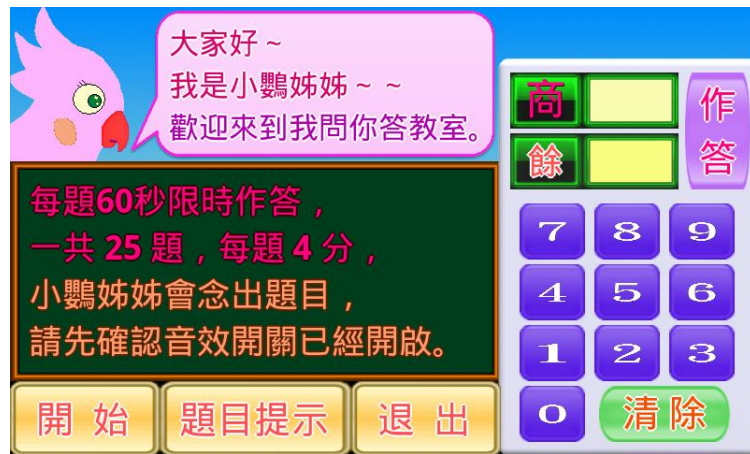 大家好~
我是小鸚姊姊~~
歡迎來到我問你答教室。
每題60秒限時作答，
一共 25 題，每題 4 分，
小鸚姊姊會念出題目，
請先確認音效開關已經開啟。
開 始
題目提示
退 出
商
餘
作答
7 8 9
4 5 6
1 2 3
0 清除